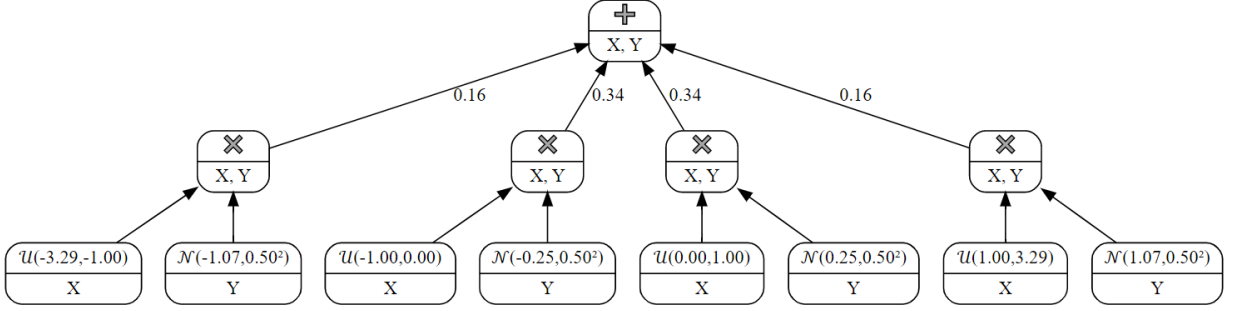 X, Y
0.16
0.34
0.34
0.16
X, Y
X, Y
X, Y
X, Y
𝒰(-3.29,-1.00)
X
𝒩(-1.07,0.50²)
Y
𝒰(-1.00,0.00)
X
𝒩(-0.25,0.50²)
Y
𝒰(0.00,1.00)
X
𝒩(0.25,0.50²)
Y
𝒰(1.00,3.29)
X
𝒩(1.07,0.50²)
Y